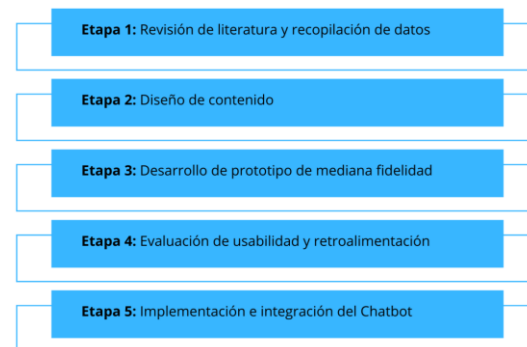 Etapa 1: Revisión de literatura y recopilación de datos
Etapa 2: Diseño de contenido
Etapa 3: Desarrollo de prototipo de mediana fidelidad
Etapa 4: Evaluación de usabilidad y retroalimentación
Etapa 5: Implementación e integración del Chatbot